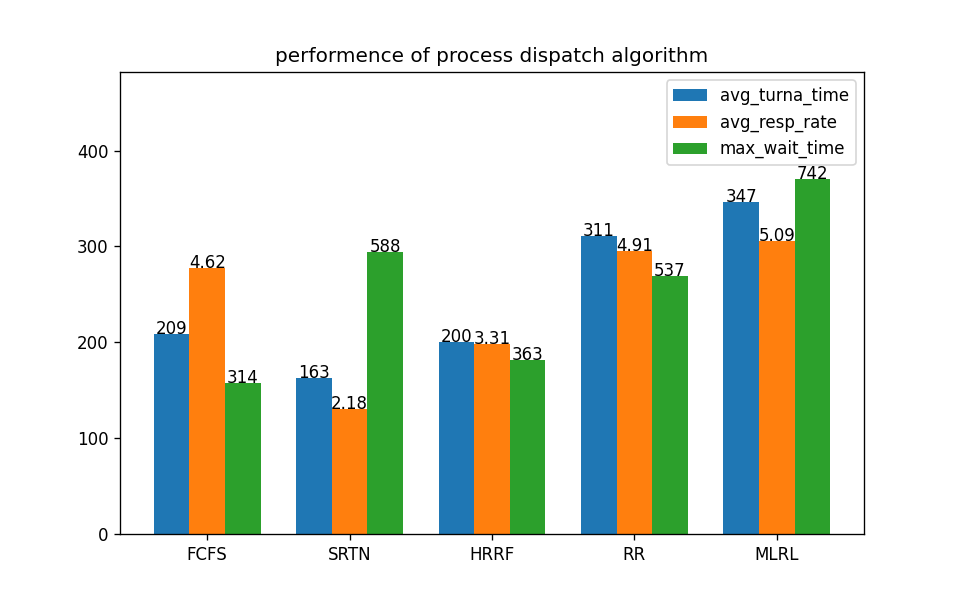 performence of process dispatch algorithm
avg_turna_time
avg_resp_rate
max_wait_time
400
300
200
100
0
209
4.62
314
163
2.18
588
200
3.31
363
311
4.91
537
347
5.09
742
FCFS
SRTN
HRRF
RR
MLRL